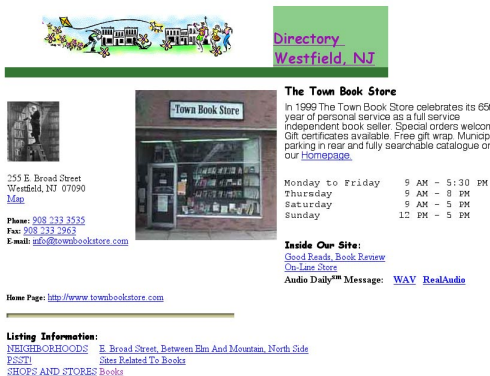 Directory
Westfield, NJ
The Town Book Store
In 1999 The Town Book Store celebrates its 65
year of personal service as a full service
independent book seller. Special orders welcom
Gift certificates available. Free gift wrap. Municip
parking in rear and fully searchable catalogue on
our Homepage.
Town Book Store
255 E. Broad Street
Westfield, NJ 07090
Map
Phone: 908 233 3535
Fax: 908 233 2963
E-mail: info@townbookstore.com
Monday to Friday 9 AM - 5:30 PM
Thursday 9 AM - 8 PM
Saturday 9 AM - 5 PM
Sunday 12 PM - 5 PM
Inside Our Site:
Good Reads, Book Review
On-Line Store
Audio Dailysm Message: WAV RealAudio
Home Page: http://www.townbookstore.com
Listing Information:
NEIGHBORHOODS E. Broad Street, Between Elm And Mountain, North Side
PSST! Sites Related To Books
SHOPS AND STORES Books